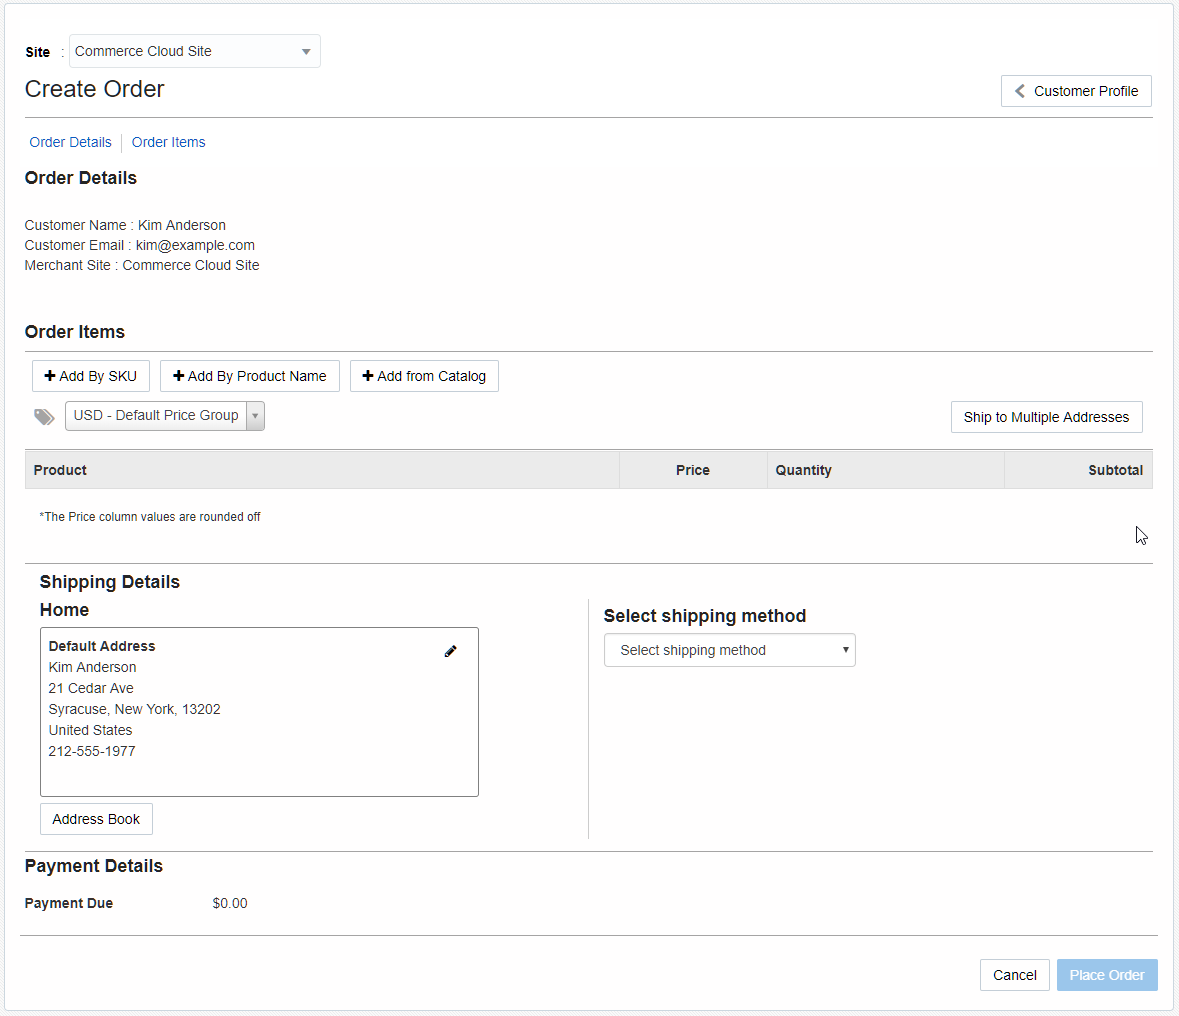 Site : Commerce Cloud Site
Create Order
Customer Profile
Order Details Order Items
Order Details
Customer Name : Kim Anderson
Customer Email : kim@example.com
Merchant Site : Commerce Cloud Site
Order Items
Add By SKU Add By Product Name Add from Catalog
USD - Default Price Group Ship to Multiple Addresses
Product Price Quantity Subtotal
*The Price column values are rounded off
Shipping Details
Home
Default Address
Kim Anderson
21 Cedar Ave
Syracuse, New York, 13202
United States
212-555-1977
Address Book
Select shipping method
Select shipping method
Payment Details
Payment Due $0.00
Cancel Place Order